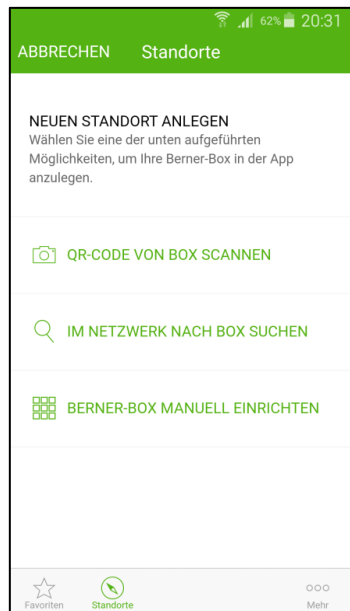 62% 20:31
ABBRECHEN Standorte
NEUEN STANDORT ANLEGEN
Wählen Sie eine der unten aufgeführten
Möglichkeiten, um Ihre Berner-Box in der App
anzulegen.
QR-CODE VON BOX SCANNEN
IM NETZWERK NACH BOX SUCHEN
BERNER-BOX MANUELL EINRICHTEN
Favoriten Standorte Mehr